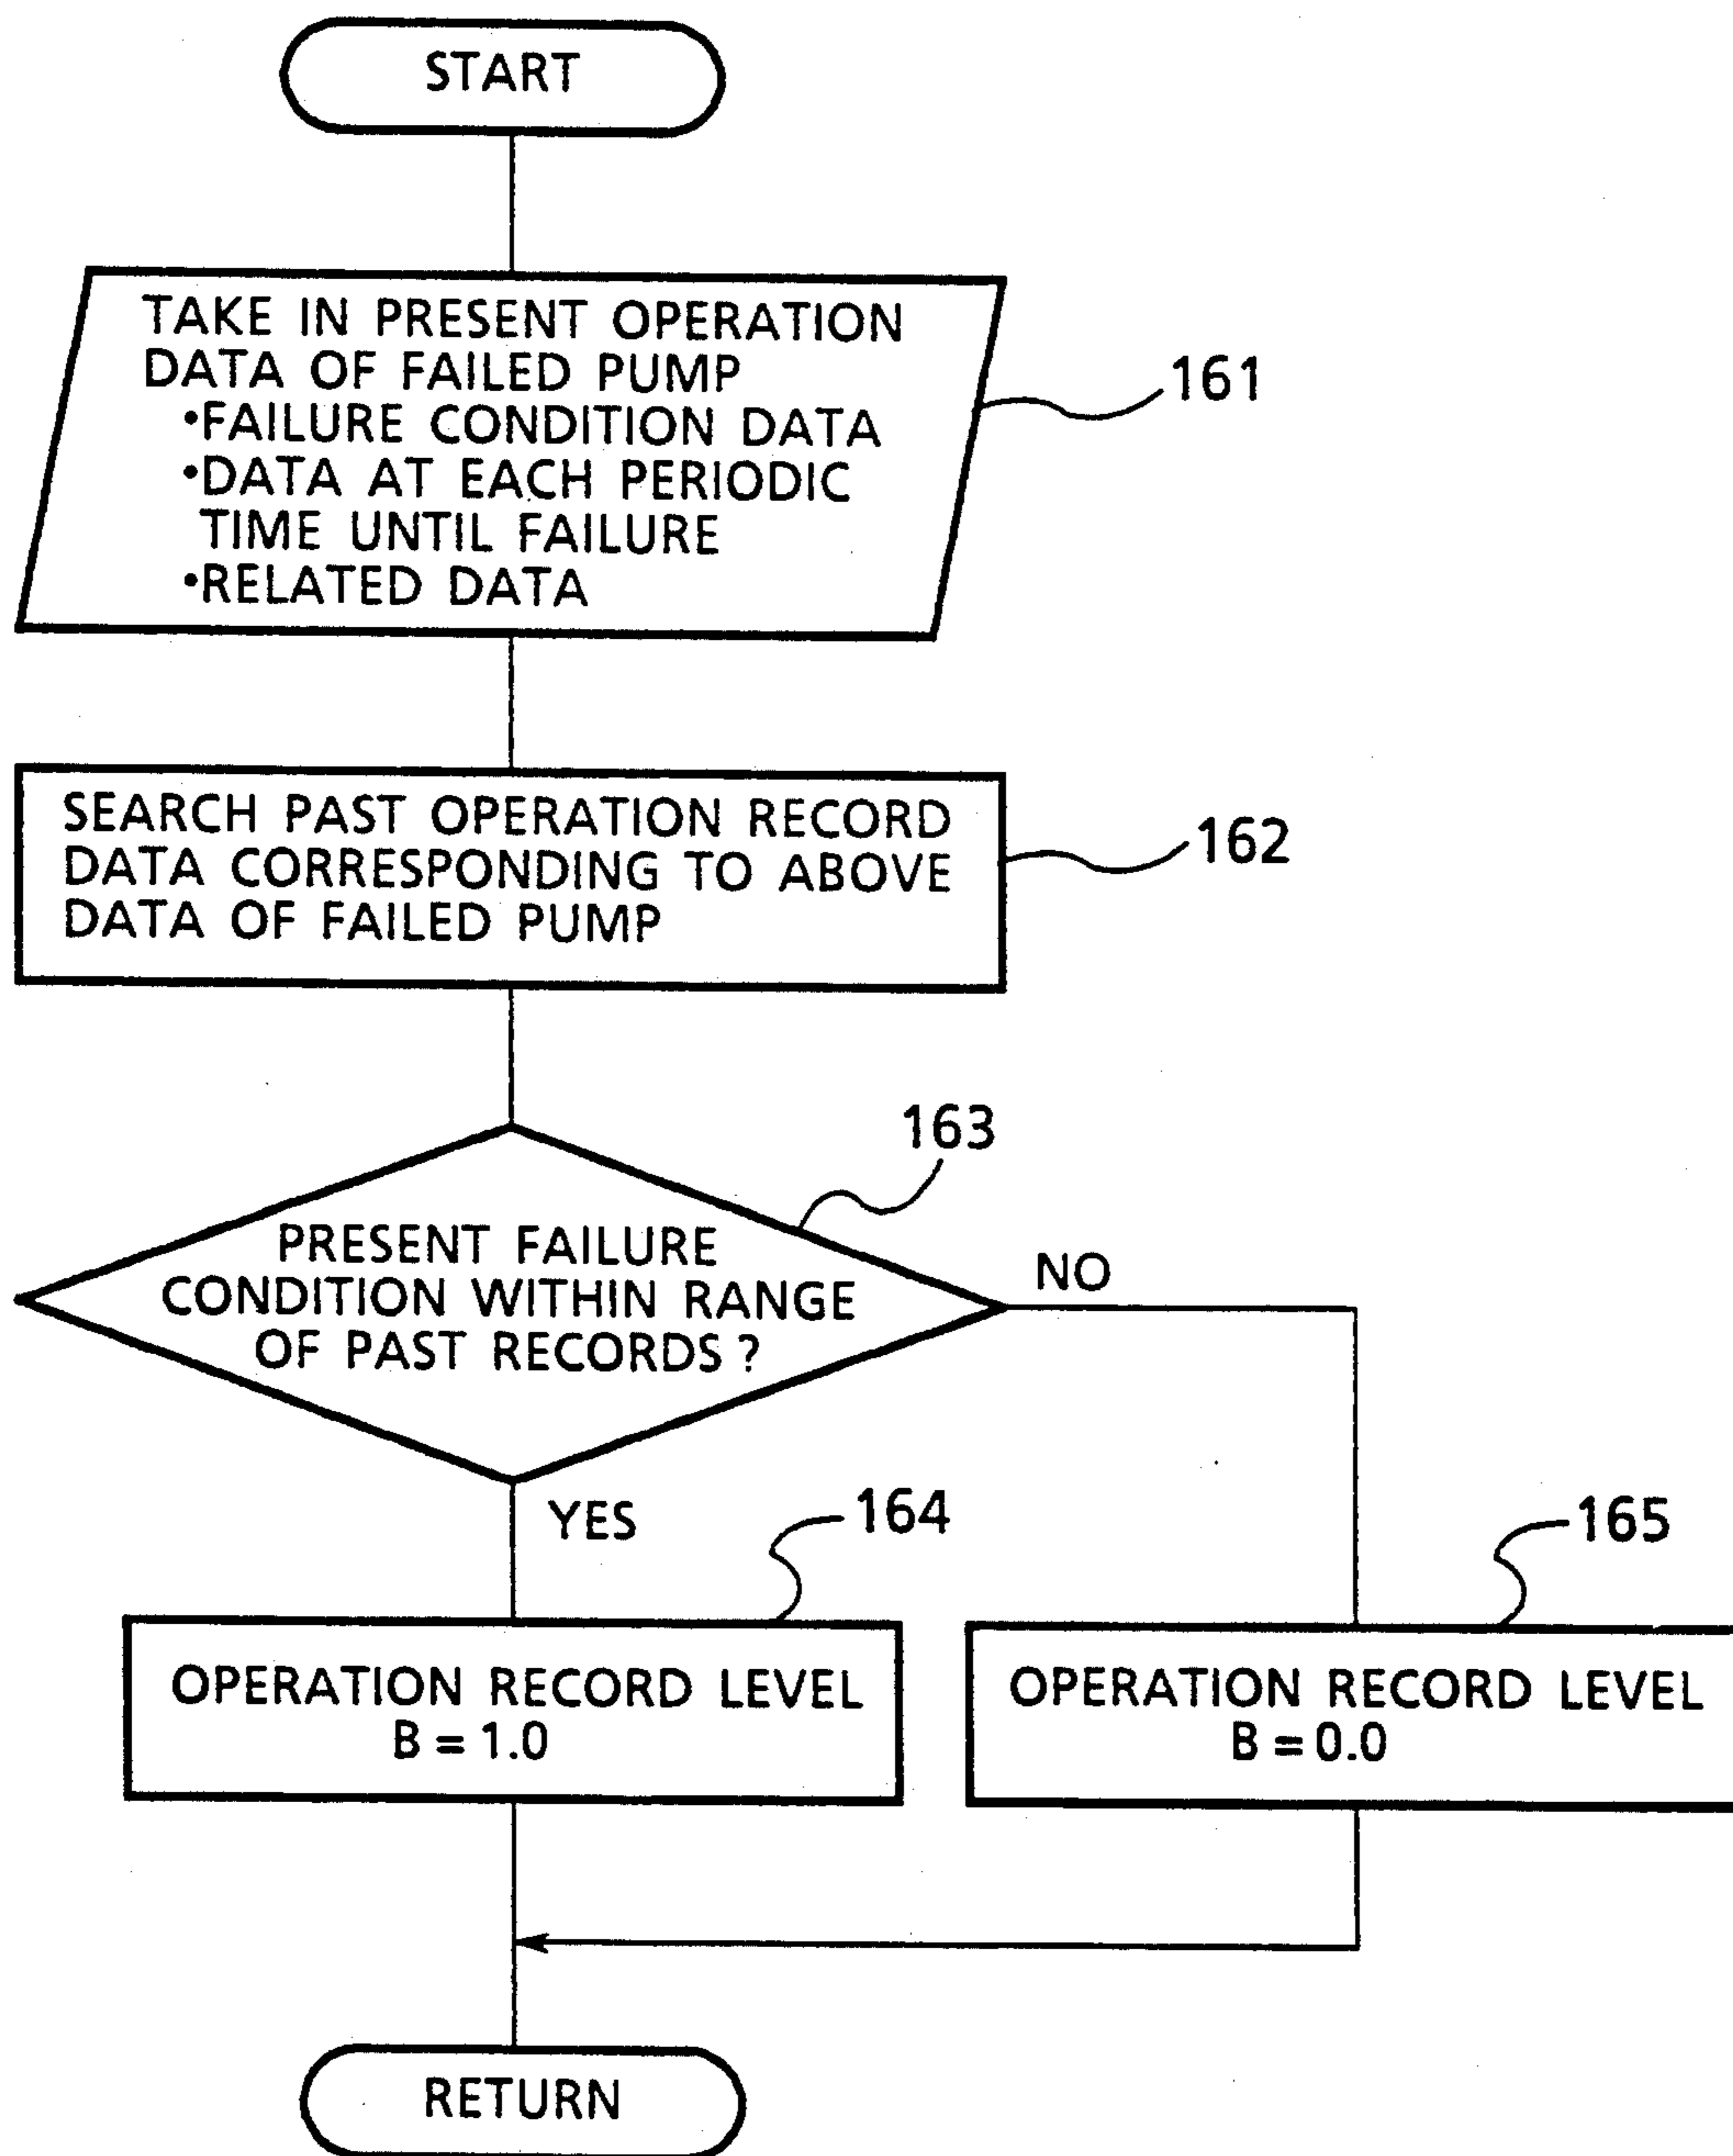 START
TAKE IN PRESENT OPERATION
DATA OF FAILED PUMP
•FAILURE CONDITION DATA
•DATA AT EACH PERIODIC
TIME UNTIL FAILURE
•RELATED DATA
161
SEARCH PAST OPERATION RECORD
DATA CORRESPONDING TO ABOVE
DATA OF FAILED PUMP
162
163
PRESENT FAILURE
CONDITION WITHIN RANGE
OF PAST RECORDS ?
NO
YES
164
165
OPERATION RECORD LEVEL
B = 1.0
OPERATION RECORD LEVEL
B = 0.0
RETURN